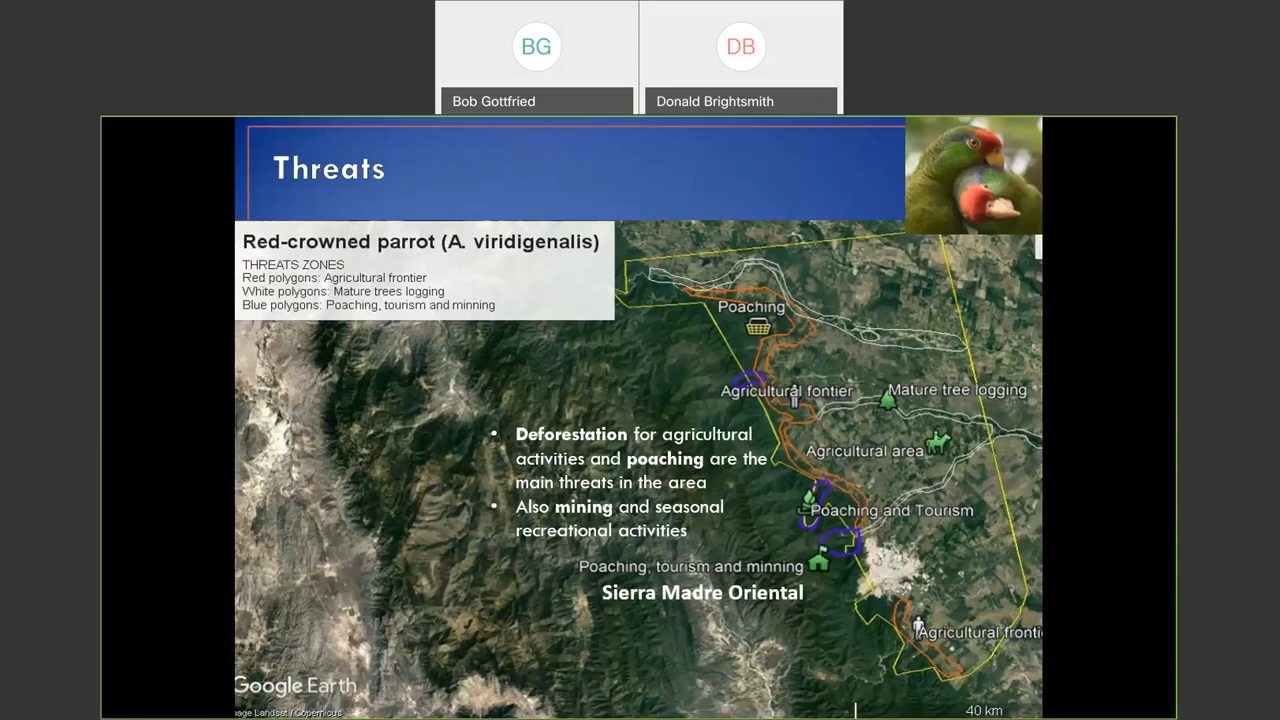 BG
DB
Bob Gottfried
Donald Brightsmith
Threats
Red-crowned parrot (A. viridigenalis)
THREATS ZONES
Red polygons: Agricultural frontier
White polygons: Mature trees logging
Blue polygons: Poaching, tourism and minning
Poaching
Agricultural fontier
Mature tree logging
• Deforestation for agricultural
activities and poaching are the
main threats in the area
• Also mining and seasonal
recreational activities
Agricultural area
Poaching and Tourism
Poaching, tourism and minning
Sierra Madre Oriental
Agricultural fronti
Google Earth
age Landsat / Copernicus
40 km